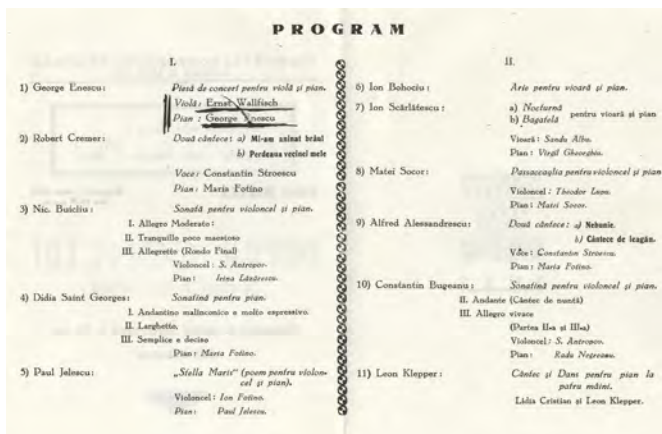 PROGRAM
I.
1) George Enescu: Piesă de concert pentru violă și pian.
Violă: Ernst Wallfisch
Pian: George Enescu
2) Robert Cremer: Două cântece: a) Mi-am aninat brâul
b) Perdeaua vecinei mele
Voce: Constantin Stroescu
Pian: Maria Fotino
3) Nic. Buicliu: Sonată pentru violoncel și pian.
I. Allegro Moderato:
II. Tranquillo poco maestoso
III. Allegretto (Rondo Final)
Violoncel: S. Antropov.
Pian: Irina Lăzărescu.
4) Didia Saint Georges: Sonatină pentru pian.
I. Andantino malinconico e molto espressivo.
II. Larghetto.
III. Semplice e deciso
Pian: Maria Fotino.
5) Paul Jelescu: „Stella Maris" (poem pentru violon-
cel și pian).
Violoncel: Ion Fotino.
Pian: Paul Jelescu.
II.
6) Ion Bohociu: Arie pentru vioară și pian.
7) Ion Scărlătescu: a) Nocturnă
b) Bagatelă pentru vioară și pian
Vioară: Sandu Albu.
Pian: Virgil Gheorghiu.
8) Matei Socor: Passaccaglia pentru violoncel și pian
Violoncel: Theodor Lupu.
Pian: Matei Socor.
9) Alfred Alessandrescu: Două cântece: a) Nebunie.
b) Cântece de leagăn.
Voce: Constantin Stroescu.
Pian: Maria Fotino.
10) Constantin Bugeanu: Sonatină pentru violoncel și pian.
II. Andante (Cântec de nuntă)
III. Allegro vivace
(Partea II-a și III-a)
Violoncel: S. Antropov.
Pian: Radu Negreanu.
11) Leon Klepper: Cântec și Dans pentru pian la
patru mâini.
Lidia Cristian și Leon Klepper.